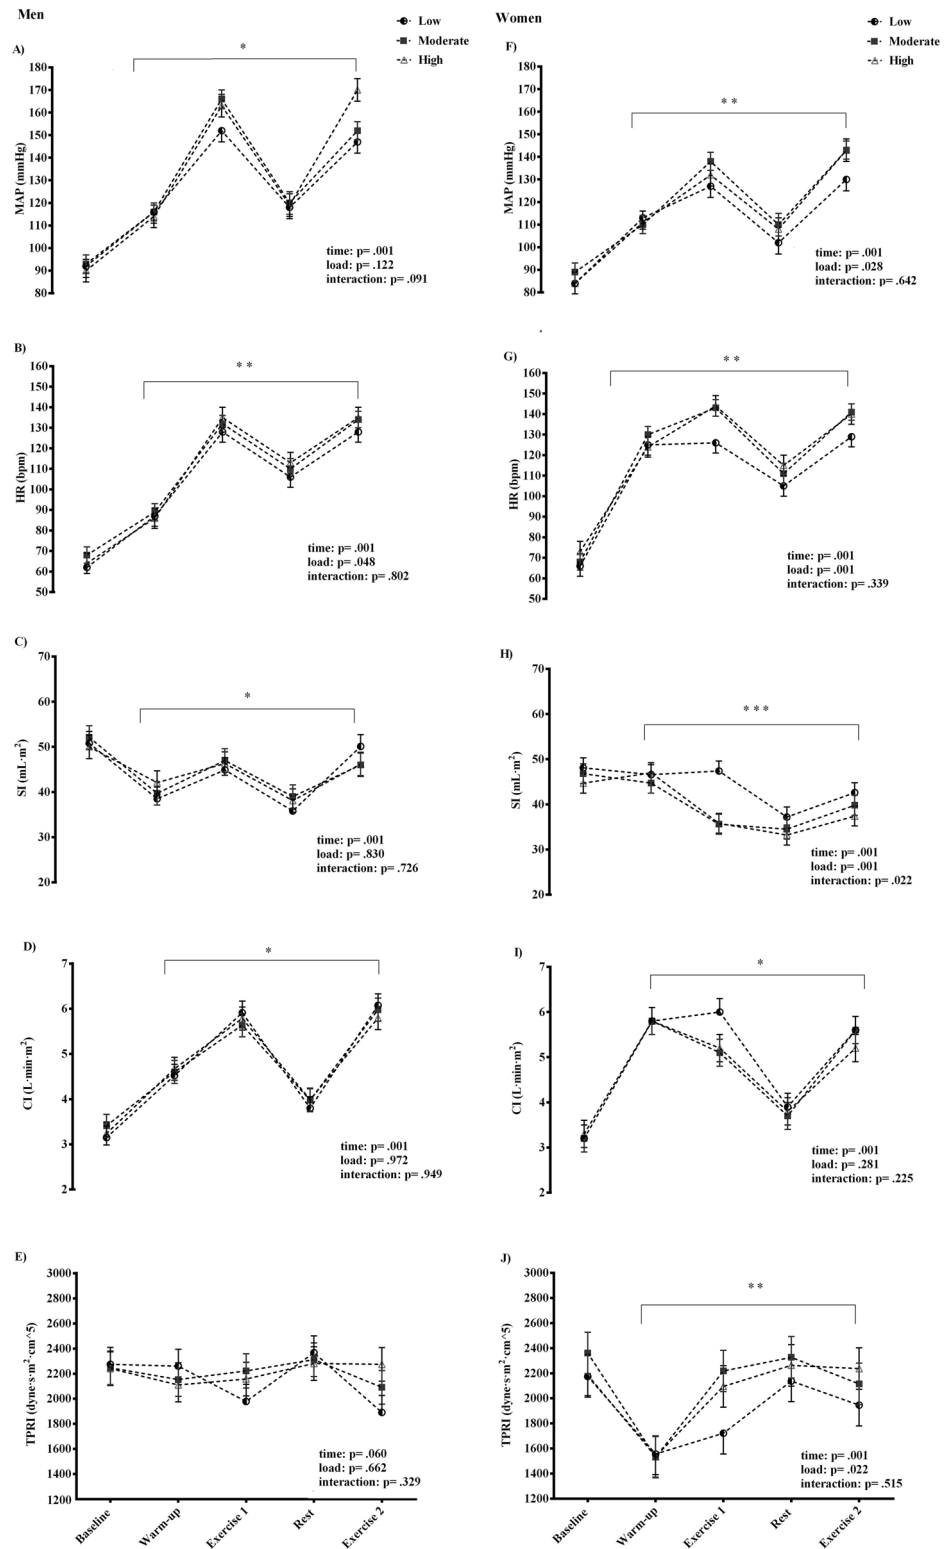 Men
Low
Moderate
High
A)
*
MAP (mmHg)
180
170
160
150
140
130
120
110
100
90
80
time: p= .001
load: p= .122
interaction: p= .091
B)
**
HR (bpm)
160
150
140
130
120
110
100
90
80
70
60
50
time: p= .001
load: p= .048
interaction: p= .802
C)
*
SI (mL·m²)
70
60
50
40
30
20
time: p= .001
load: p= .830
interaction: p= .726
D)
*
CI (L·min·m²)
7
6
5
4
3
2
time: p= .001
load: p= .972
interaction: p= .949
E)
TPRI (dyne·s·m²·cm^5)
3000
2800
2600
2400
2200
2000
1800
1600
1400
1200
time: p= .060
load: p= .662
interaction: p= .329
Baseline
Warm-up
Exercise 1
Rest
Exercise 2
Women
Low
Moderate
High
F)
**
MAP (mmHg)
180
170
160
150
140
130
120
110
100
90
80
time: p= .001
load: p= .028
interaction: p= .642
G)
**
HR (bpm)
160
150
140
130
120
110
100
90
80
70
60
50
time: p= .001
load: p= .001
interaction: p= .339
H)
***
SI (mL·m²)
70
60
50
40
30
20
time: p= .001
load: p= .001
interaction: p= .022
I)
*
CI (L·min·m²)
7
6
5
4
3
2
time: p= .001
load: p= .281
interaction: p= .225
J)
**
TPRI (dyne·s·m²·cm^5)
3000
2800
2600
2400
2200
2000
1800
1600
1400
1200
time: p= .001
load: p= .022
interaction: p= .515
Baseline
Warm-up
Exercise 1
Rest
Exercise 2